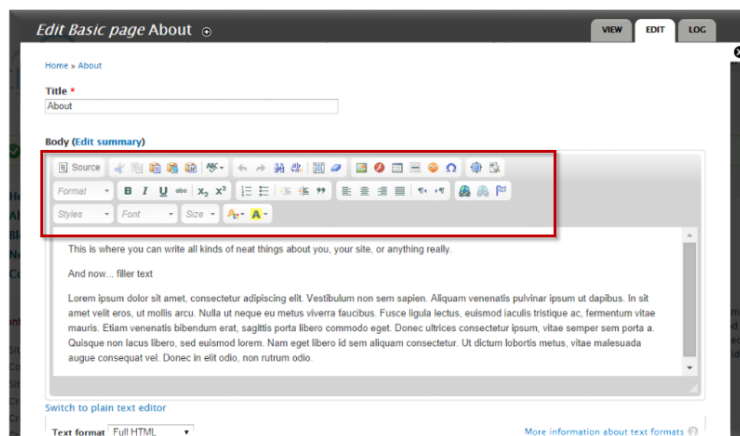 Edit Basic page About
VIEW EDIT LOG
Home » About
Title *
About
Body (Edit summary)
Source ABC Ω
Format B I U abc X₂ X² ¶ ¶
Styles Font Size A A
This is where you can write all kinds of neat things about you, your site, or anything really.
And now... filler text
Lorem ipsum dolor sit amet, consectetur adipiscing elit. Vestibulum non sem sapien. Aliquam venenatis pulvinar ipsum ut dapibus. In sit
amet velit eros, ut mollis arcu. Nulla ut neque eu metus viverra faucibus. Fusce ligula lectus, euismod iaculis tristique ac, fermentum vitae
mauris. Etiam venenatis bibendum erat, sagittis porta libero commodo eget. Donec ultrices consectetur ipsum, vitae semper sem porta a.
Quisque non lacus libero, sed euismod lorem. Nam eget libero id sem aliquam consectetur. Ut dictum lobortis metus, vitae malesuada
augue consequat vel. Donec in elit odio, non rutrum odio.
Switch to plain text editor
Text format Full HTML More information about text formats